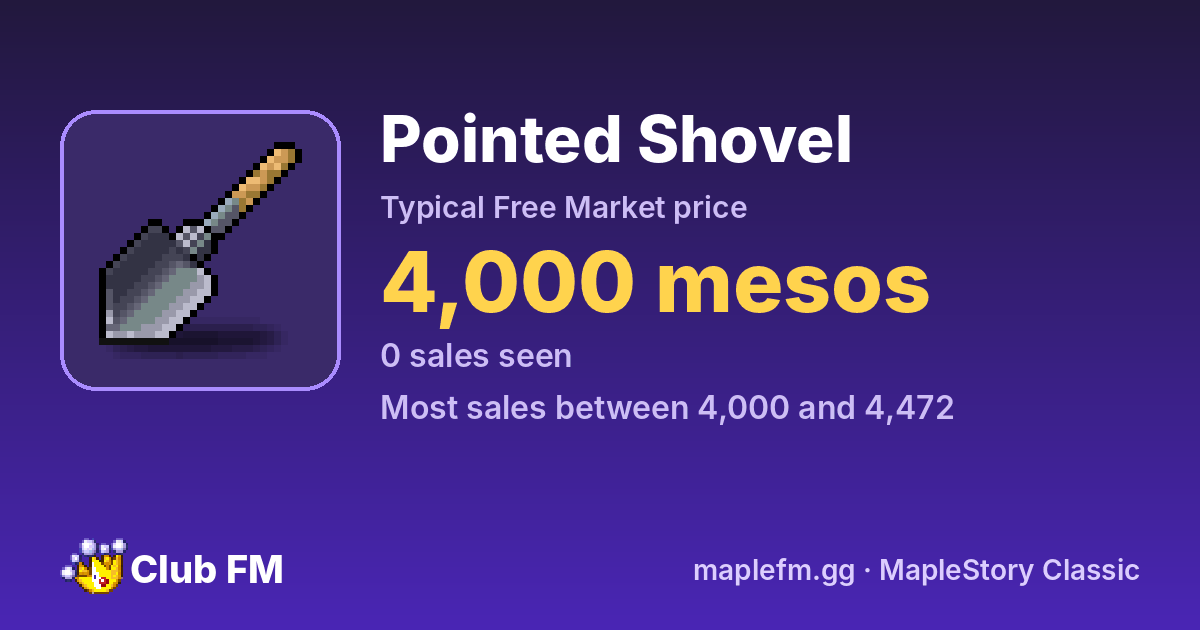 Pointed Shovel
Typical Free Market price
4,000 mesos
0 sales seen
Most sales between 4,000 and 4,472
Club FM
maplefm.gg · MapleStory Classic